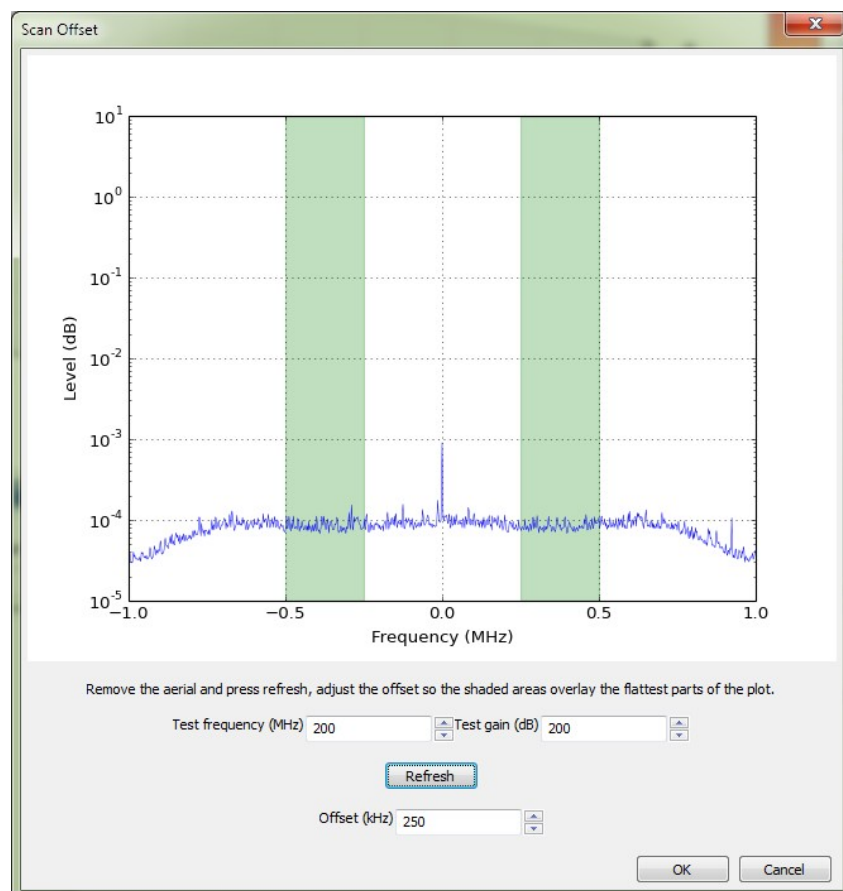 Scan Offset
10^1
10^0
10^-1
10^-2
10^-3
10^-4
10^-5
Level (dB)
−1.0 −0.5 0.0 0.5 1.0
Frequency (MHz)
Remove the aerial and press refresh, adjust the offset so the shaded areas overlay the flattest parts of the plot.
Test frequency (MHz) 200 Test gain (dB) 200
Refresh
Offset (kHz) 250
OK Cancel